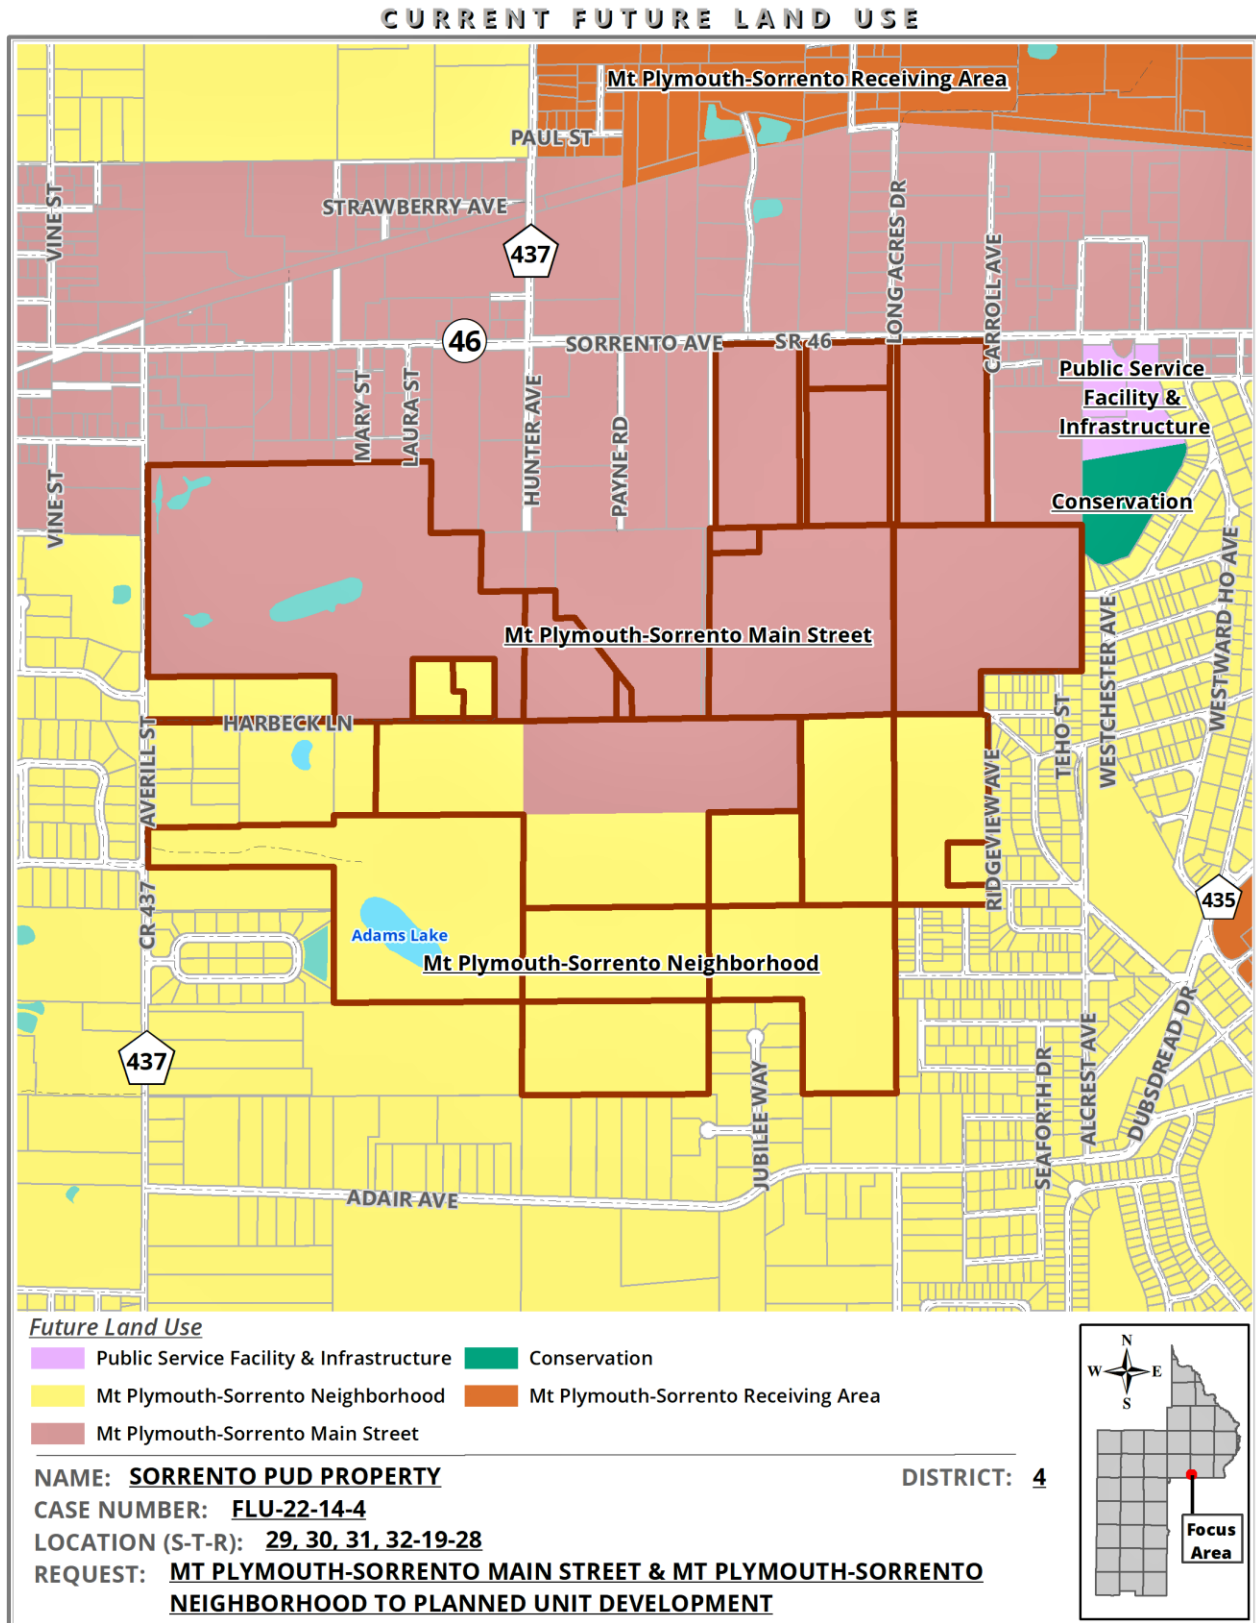 CURRENT FUTURE LAND USE
Mt Plymouth-Sorrento Receiving Area
PAUL ST
VINE ST
STRAWBERRY AVE
LONG ACRES DR
437
CARROLL AVE
46
SORRENTO AVE
SR 46
Public Service
Facility &
Infrastructure
MARY ST
LAURA ST
HUNTER AVE
PAYNE RD
VINE ST
Conservation
WESTWARD HO AVE
WESTCHESTER AVE
Mt Plymouth-Sorrento Main Street
HARBECK LN
AVERILL ST
TEHO ST
RIDGEVIEW AVE
CR 437
435
Adams Lake
Mt Plymouth-Sorrento Neighborhood
437
JUBILEE WAY
SEAFORTH DR
ALCREST AVE
DUBSDREAD DR
ADAIR AVE
Future Land Use
Public Service Facility & Infrastructure
Conservation
Mt Plymouth-Sorrento Neighborhood
Mt Plymouth-Sorrento Receiving Area
Mt Plymouth-Sorrento Main Street
N
W E
S
Focus
Area
NAME: SORRENTO PUD PROPERTY
DISTRICT: 4
CASE NUMBER: FLU-22-14-4
LOCATION (S-T-R): 29, 30, 31, 32-19-28
REQUEST: MT PLYMOUTH-SORRENTO MAIN STREET & MT PLYMOUTH-SORRENTO
NEIGHBORHOOD TO PLANNED UNIT DEVELOPMENT